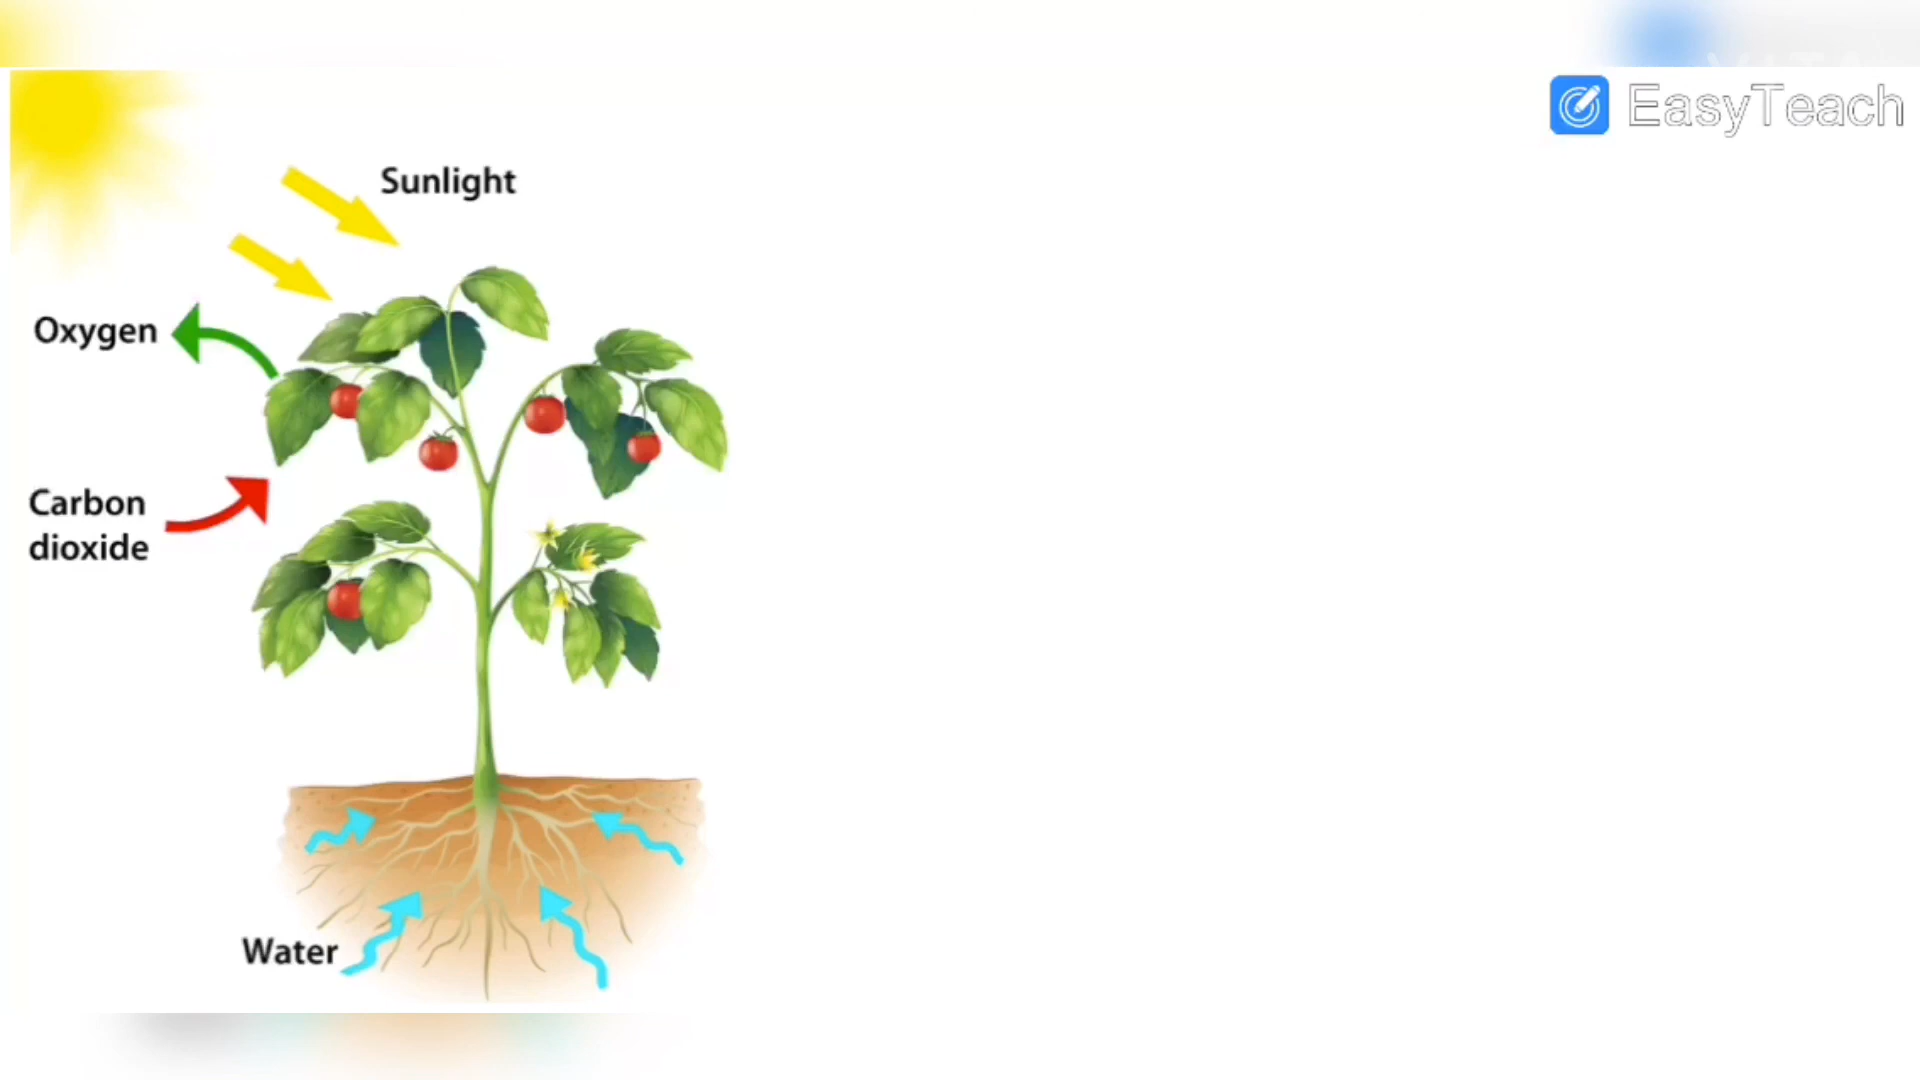 EasyTeach
Sunlight
Oxygen
Carbon
dioxide
Water